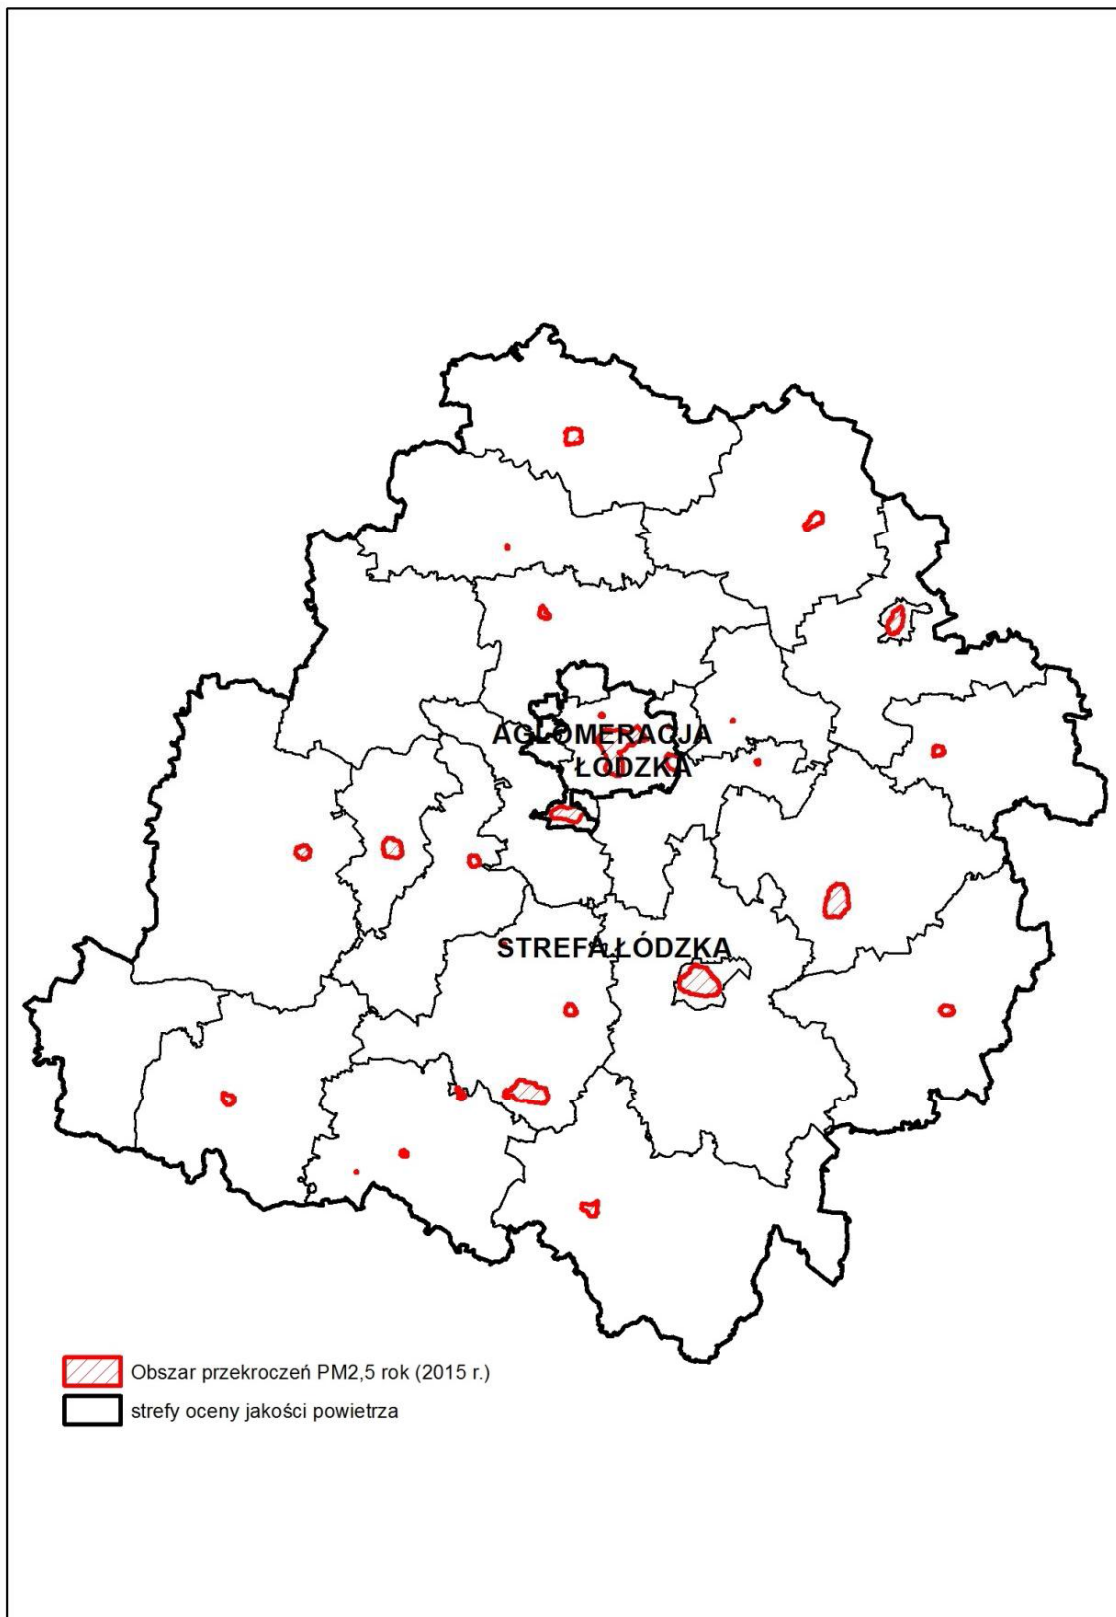 AGLOMERACJA
ŁÓDZKA
STREFA ŁÓDZKA
Obszar przekroczeń PM2,5 rok (2015 r.)
strefy oceny jakości powietrza